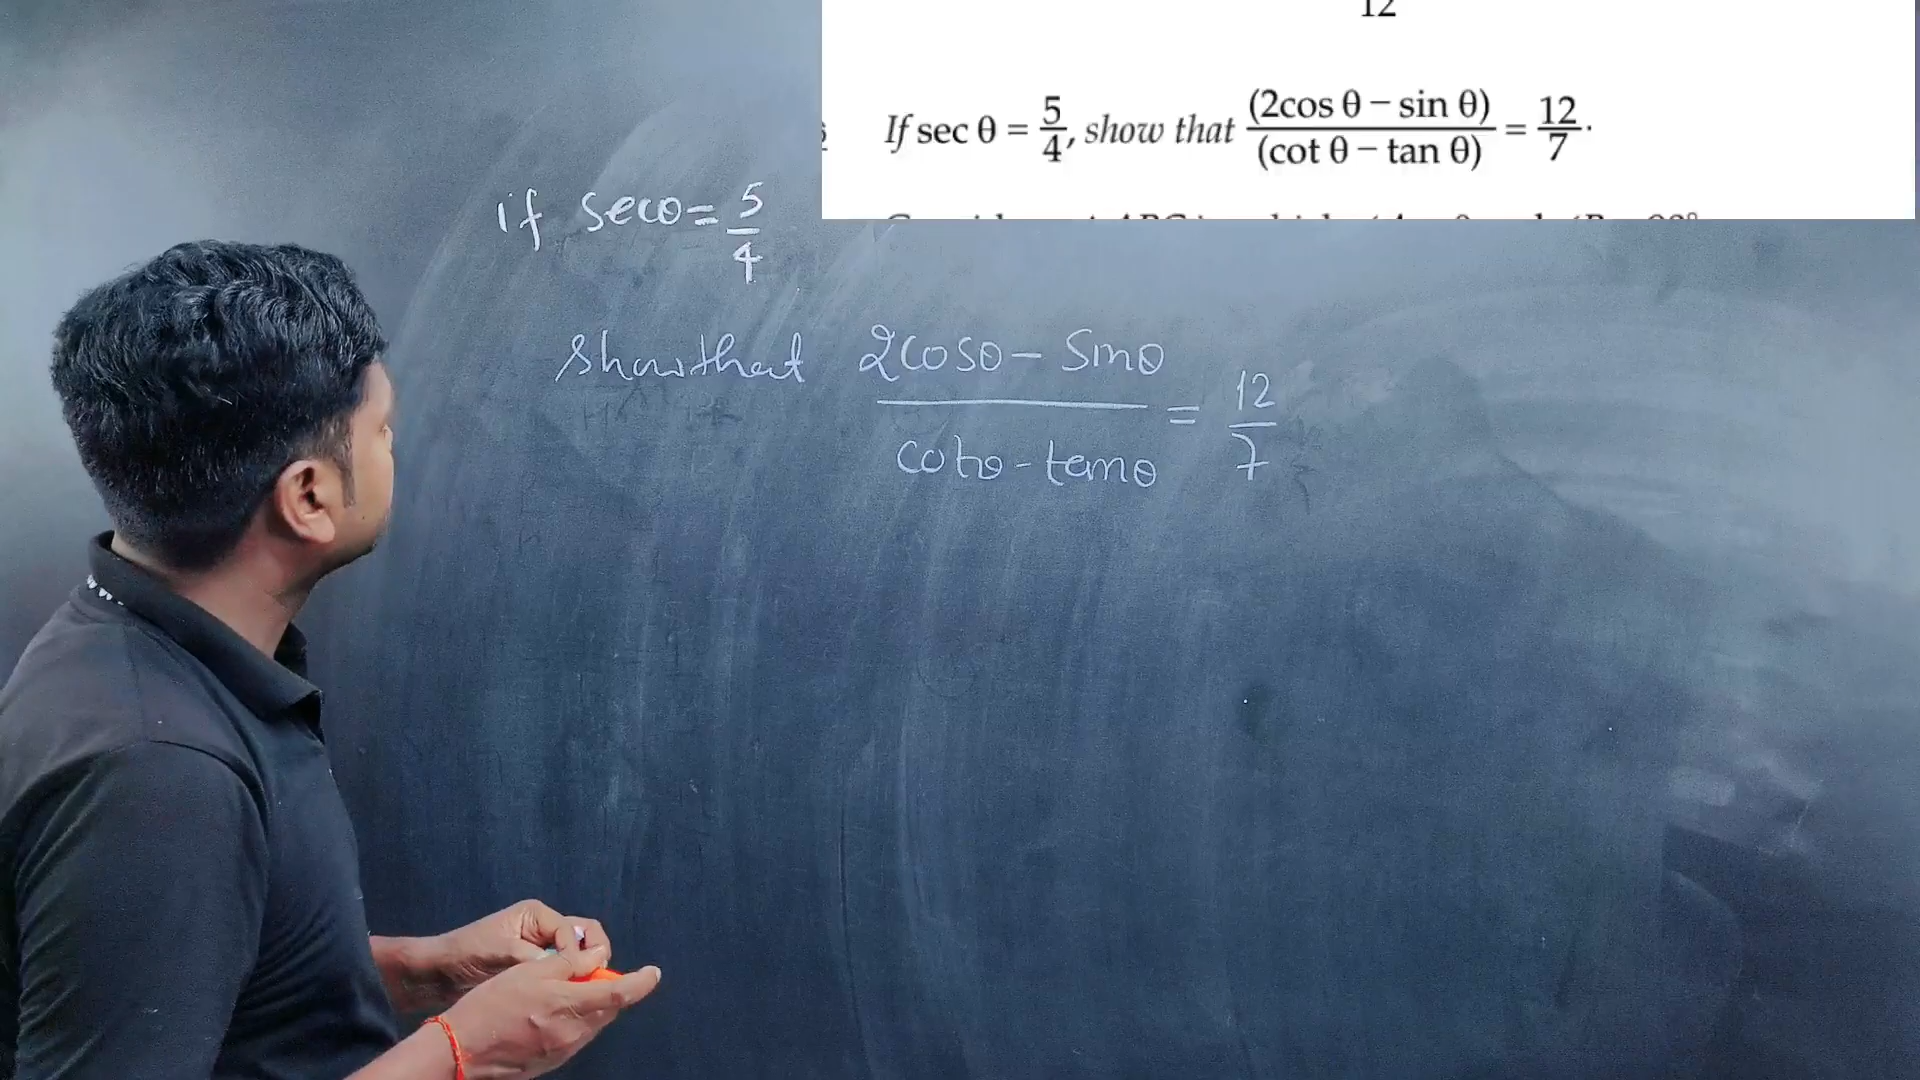 12
If sec θ = 5/4, show that (2cos θ − sin θ)/(cot θ − tan θ) = 12/7.
if secθ = 5/4
show that 2cosθ − sinθ / cotθ - tanθ = 12/7